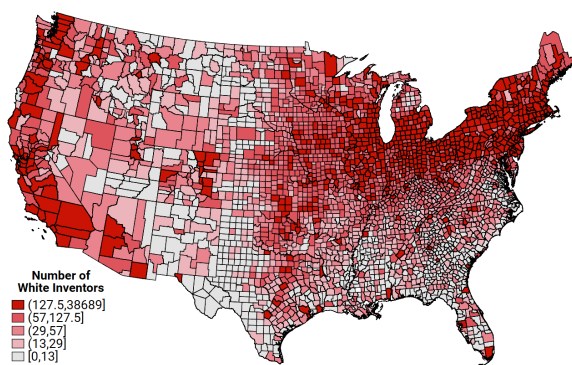 Number of
White Inventors
(127.5,38689]
(57,127.5]
(29,57]
(13,29]
[0,13]